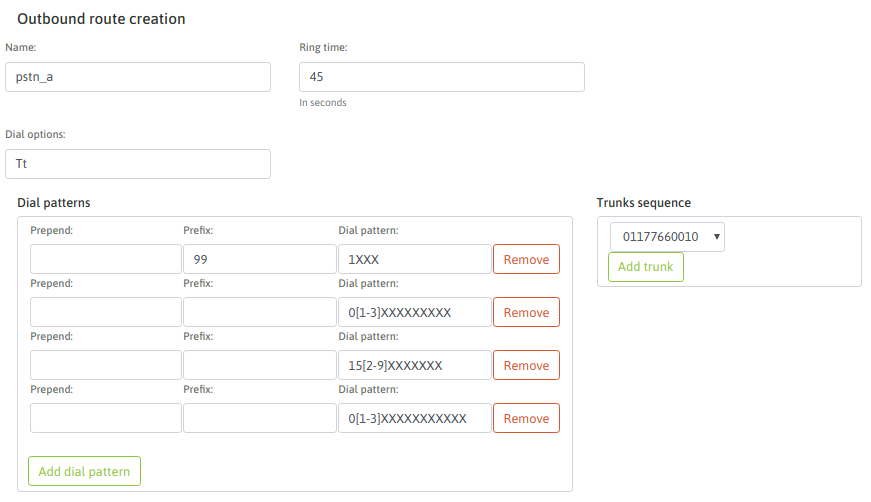 Outbound route creation
Name: Ring time:
pstn_a 45
In seconds
Dial options:
Tt
Dial patterns Trunks sequence
Prepend: Prefix: Dial pattern:
99 1XXX Remove
01177660010
Add trunk
Prepend: Prefix: Dial pattern:
0[1-3]XXXXXXXXX Remove
Prepend: Prefix: Dial pattern:
15[2-9]XXXXXXX Remove
Prepend: Prefix: Dial pattern:
0[1-3]XXXXXXXXXXX Remove
Add dial pattern